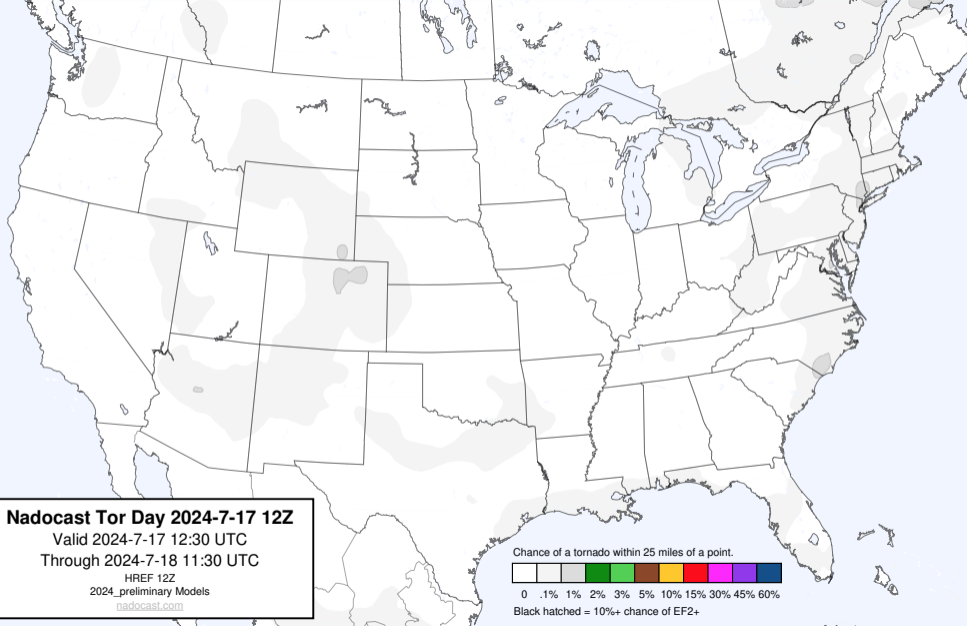 Nadocast Tor Day 2024-7-17 12Z
Valid 2024-7-17 12:30 UTC
Through 2024-7-18 11:30 UTC
HREF 12Z
2024_preliminary Models
nadocast.com
Chance of a tornado within 25 miles of a point.
0 .1% 1% 2% 3% 5% 10% 15% 30% 45% 60%
Black hatched = 10%+ chance of EF2+